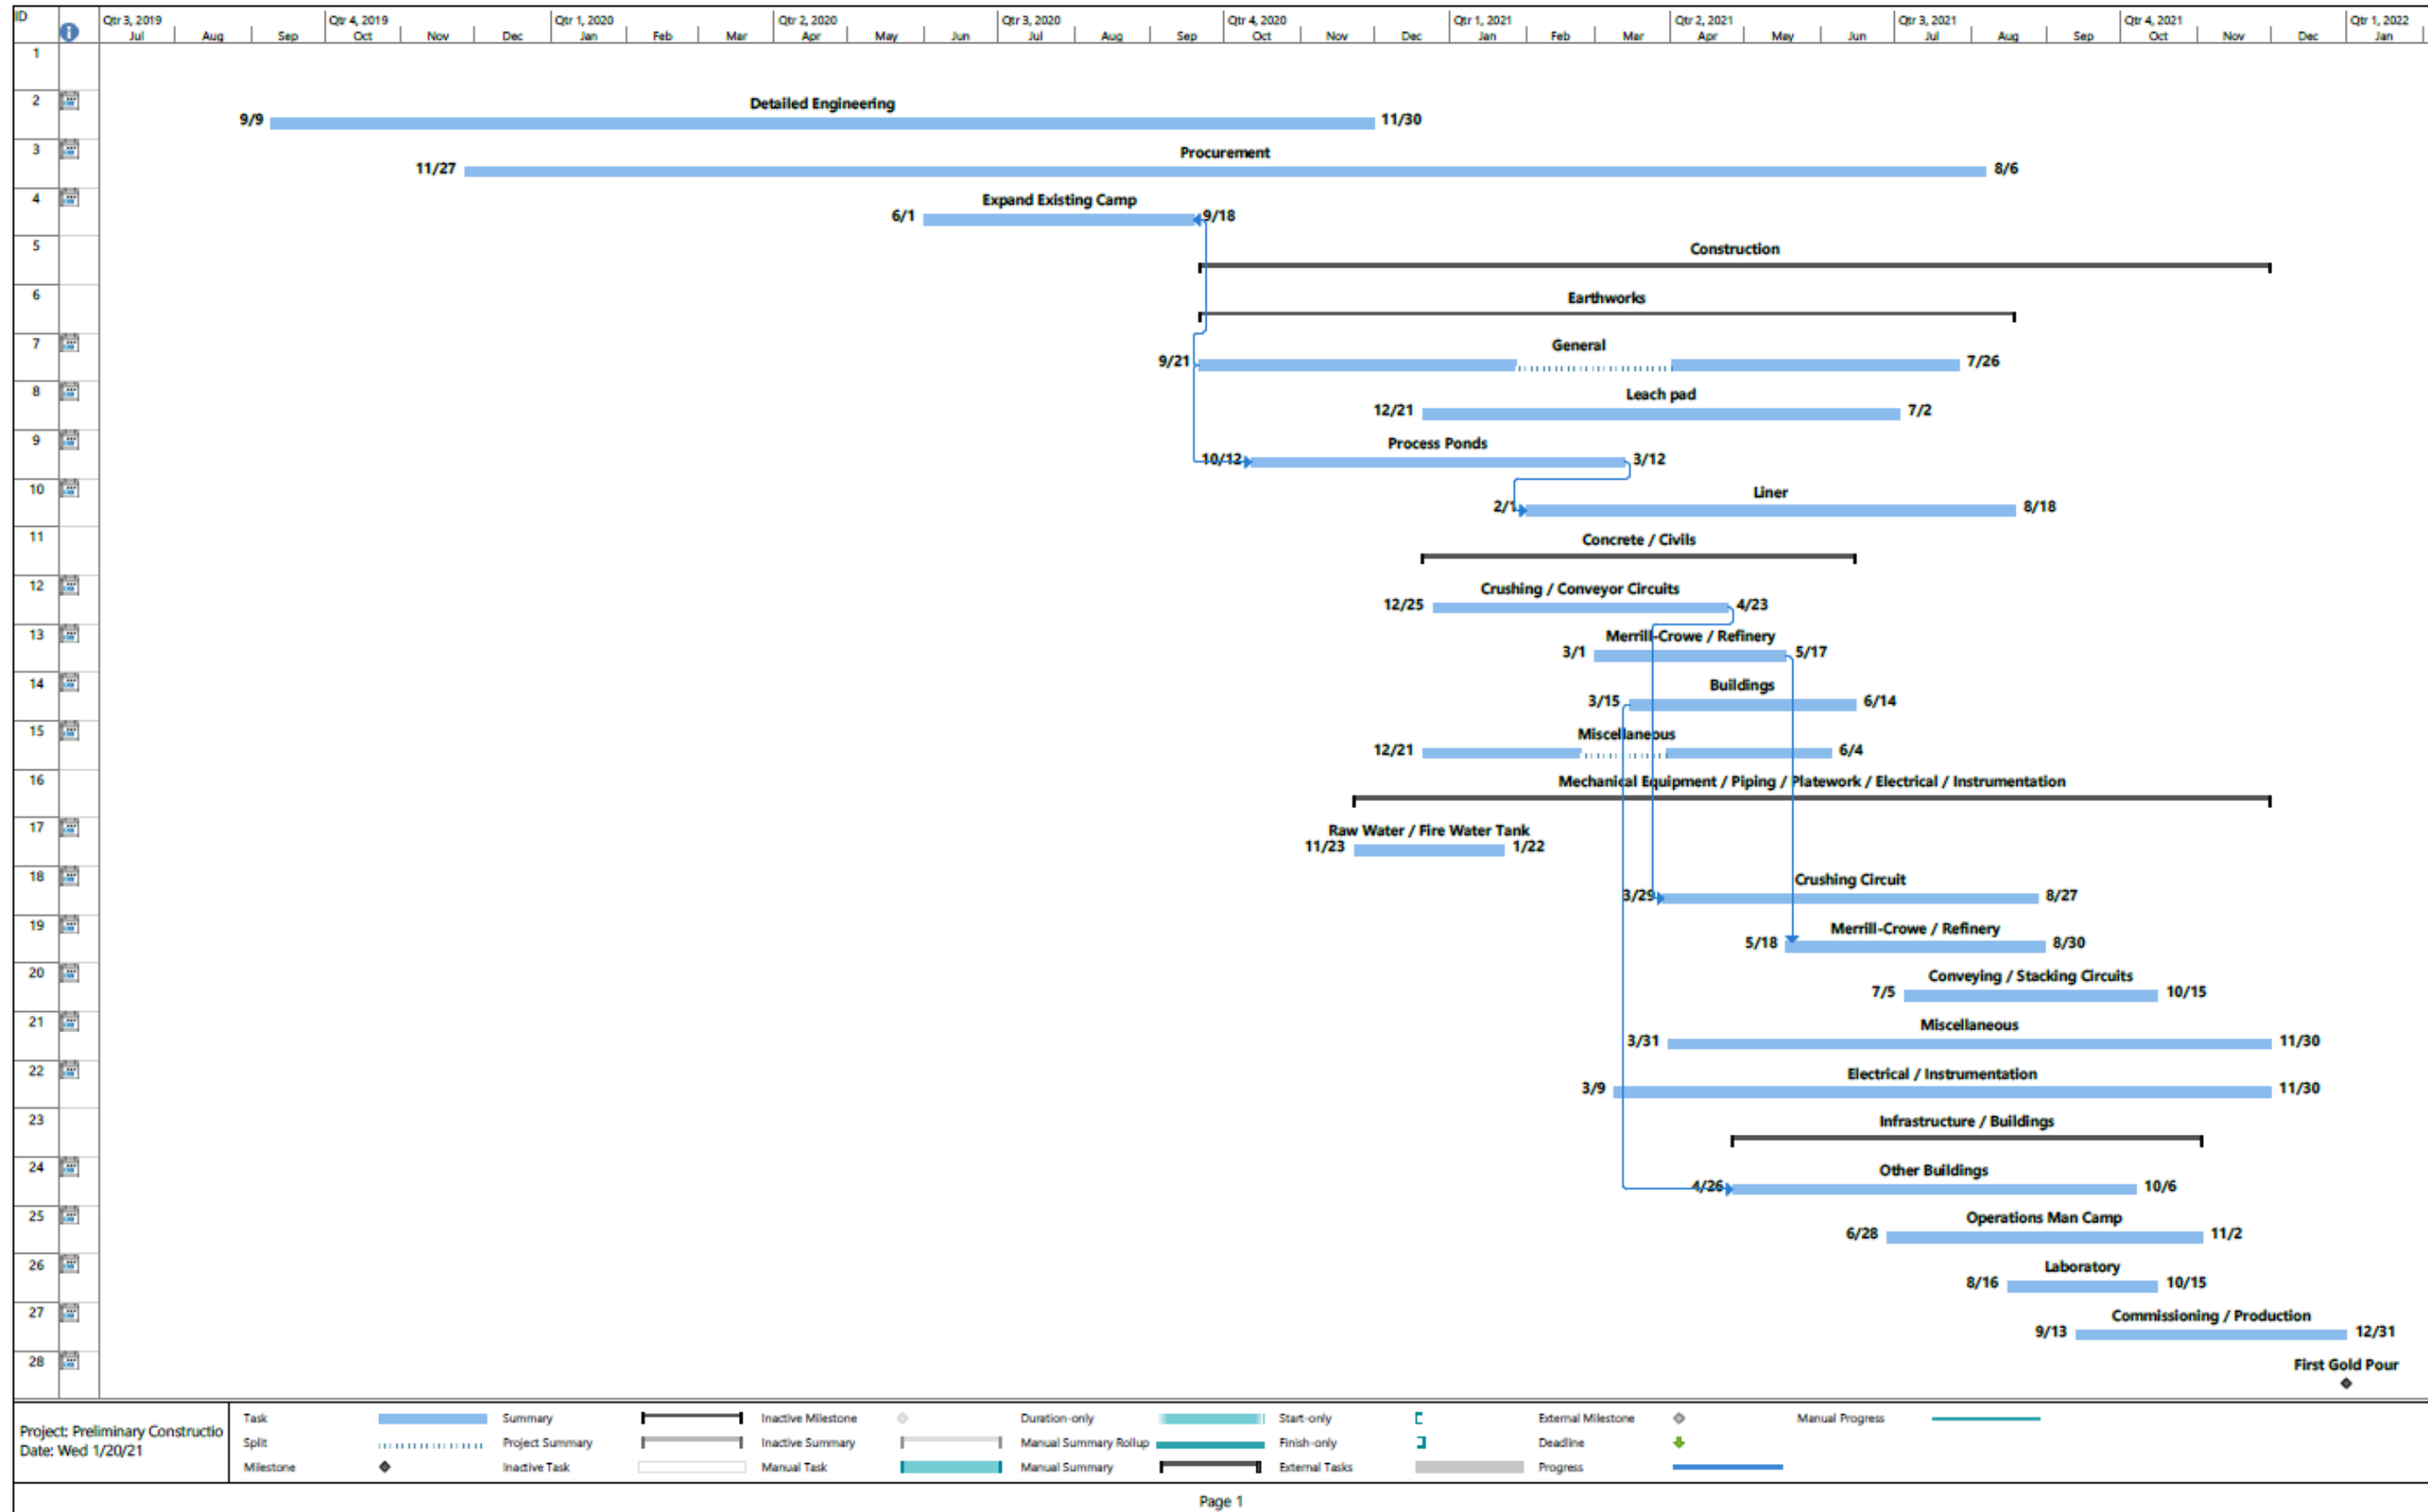 ID
Qtr 3, 2019 Qtr 4, 2019 Qtr 1, 2020 Qtr 2, 2020 Qtr 3, 2020 Qtr 4, 2020 Qtr 1, 2021 Qtr 2, 2021 Qtr 3, 2021 Qtr 4, 2021 Qtr 1, 2022
Jul Aug Sep Oct Nov Dec Jan Feb Mar Apr May Jun Jul Aug Sep Oct Nov Dec Jan Feb Mar Apr May Jun Jul Aug Sep Oct Nov Dec Jan
1
2 Detailed Engineering
9/9 11/30
3 Procurement
11/27 8/6
4 Expand Existing Camp
6/1 9/18
5 Construction
6 Earthworks
7 General
9/21 7/26
8 Leach pad
12/21 7/2
9 Process Ponds
10/12 3/12
10 Liner
2/1 8/18
11 Concrete / Civils
12 Crushing / Conveyor Circuits
12/25 4/23
13 Merrill-Crowe / Refinery
3/1 5/17
14 Buildings
3/15 6/14
15 Miscellaneous
12/21 6/4
16 Mechanical Equipment / Piping / Platework / Electrical / Instrumentation
17 Raw Water / Fire Water Tank
11/23 1/22
18 Crushing Circuit
3/29 8/27
19 Merrill-Crowe / Refinery
5/18 8/30
20 Conveying / Stacking Circuits
7/5 10/15
21 Miscellaneous
3/31 11/30
22 Electrical / Instrumentation
3/9 11/30
23 Infrastructure / Buildings
24 Other Buildings
4/26 10/6
25 Operations Man Camp
6/28 11/2
26 Laboratory
8/16 10/15
27 Commissioning / Production
9/13 12/31
28 First Gold Pour
Project: Preliminary Constructio
Date: Wed 1/20/21
Task Summary Inactive Milestone Duration-only Start-only External Milestone Manual Progress
Split Project Summary Inactive Summary Manual Summary Rollup Finish-only Deadline
Milestone Inactive Task Manual Task Manual Summary External Tasks Progress
Page 1